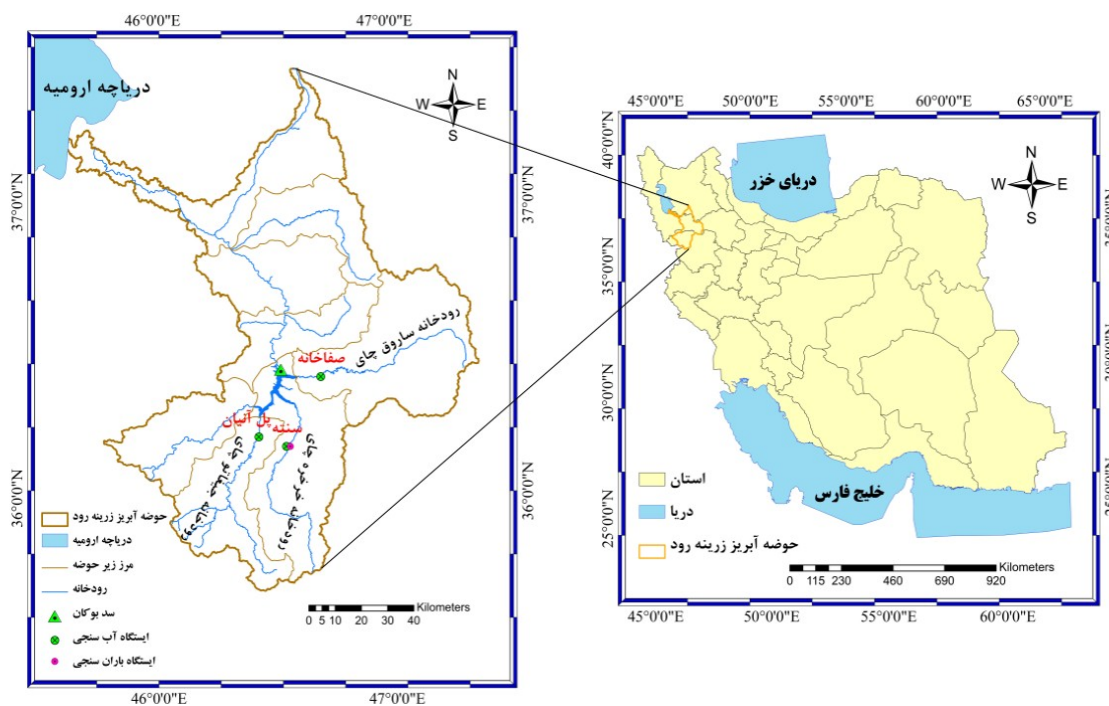 46°0'0"E
47°0'0"E
دریاچه ارومیه
N
W E
S
37°0'0"N
37°0'0"N
رودخانه ساروق چای
صفاخانه
پل آنیان
سنته
رودخانه جیغاتو چای
رودخانه خرخره چای
36°0'0"N
36°0'0"N
حوضه آبریز زرینه رود
دریاچه ارومیه
مرز زیر حوضه
رودخانه
سد بوکان
ایستگاه آب سنجی
ایستگاه باران سنجی
Kilometers
0 5 10 20 30 40
46°0'0"E
47°0'0"E
45°0'0"E 50°0'0"E 55°0'0"E 60°0'0"E 65°0'0"E
40°0'0"N
دریای خزر
N
W E
S
35°0'0"N
30°0'0"N
خلیج فارس
25°0'0"N
استان
دریا
حوضه آبریز زرینه رود
Kilometers
0 115 230 460 690 920
45°0'0"E 50°0'0"E 55°0'0"E 60°0'0"E